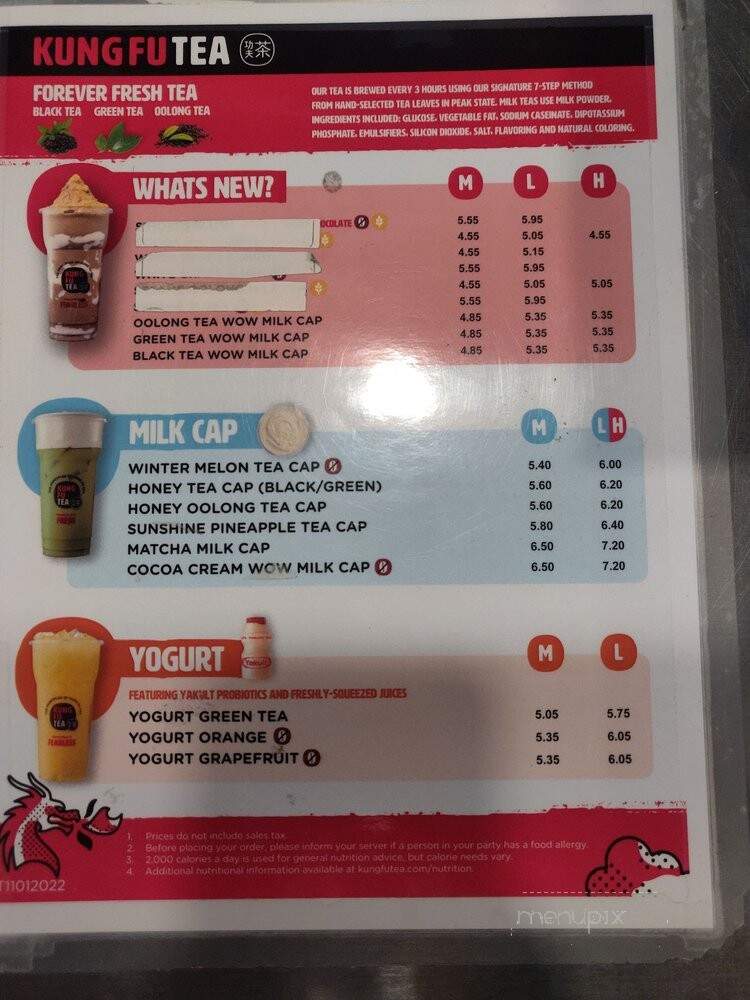 KUNG FU TEA 功夫茶
FOREVER FRESH TEA
BLACK TEA GREEN TEA OOLONG TEA
OUR TEA IS BREWED EVERY 3 HOURS USING OUR SIGNATURE 7-STEP METHOD
FROM HAND-SELECTED TEA LEAVES IN PEAK STATE. MILK TEAS USE MILK POWDER.
INGREDIENTS INCLUDED: GLUCOSE, VEGETABLE FAT, SODIUM CASEINATE, DIPOTASSIUM
PHOSPHATE, EMULSIFIERS, SILICON DIOXIDE, SALT, FLAVORING AND NATURAL COLORING.
WHATS NEW? M L H
5.55 5.95
4.55 5.05 4.55
4.55 5.15
5.55 5.95
4.55 5.05 5.05
5.55 5.95
OOLONG TEA WOW MILK CAP 4.85 5.35 5.35
GREEN TEA WOW MILK CAP 4.85 5.35 5.35
BLACK TEA WOW MILK CAP 4.85 5.35 5.35
KUNG FU TEA
MILK CAP M L H
WINTER MELON TEA CAP 5.40 6.00
HONEY TEA CAP (BLACK/GREEN) 5.60 6.20
HONEY OOLONG TEA CAP 5.60 6.20
SUNSHINE PINEAPPLE TEA CAP 5.80 6.40
MATCHA MILK CAP 6.50 7.20
COCOA CREAM WOW MILK CAP 6.50 7.20
KUNG FU TEA
FRESH
YOGURT M L
Yakult
FEATURING YAKULT PROBIOTICS AND FRESHLY-SQUEEZED JUICES
YOGURT GREEN TEA 5.05 5.75
YOGURT ORANGE 5.35 6.05
YOGURT GRAPEFRUIT 5.35 6.05
KUNG FU TEA
FEARLESS
1. Prices do not include sales tax.
2. Before placing your order, please inform your server if a person in your party has a food allergy.
3. 2,000 calories a day is used for general nutrition advice, but calorie needs vary.
4. Additional nutritional information available at kungfutea.com/nutrition.
T11012022
menupix